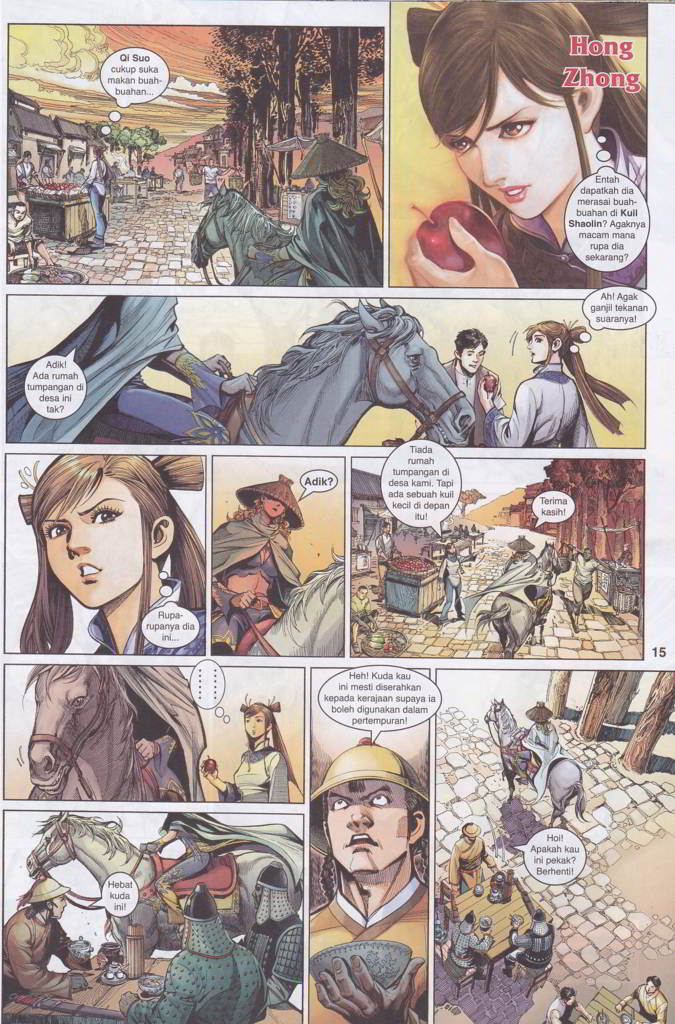 Qi Suo
cukup suka
makan buah-
buahan...
Hong
Zhong
Entah
dapatkah dia
merasai buah-
buahan di Kuil
Shaolin? Agaknya
macam mana
rupa dia
sekarang?
Adik!
Ada rumah
tumpangan di
desa ini
tak?
Ah! Agak
ganjil tekanan
suaranya!
Rupa-
rupanya dia
ini...
Adik?
Tiada
rumah
tumpangan di
desa kami. Tapi
ada sebuah kuil
kecil di depan
itu!
Terima
kasih!
15
Heh! Kuda kau
ini mesti diserahkan
kepada kerajaan supaya ia
boleh digunakan dalam
pertempuran!
Hebat
kuda
ini!
Hoi!
Apakah kau
ini pekak?
Berhenti!